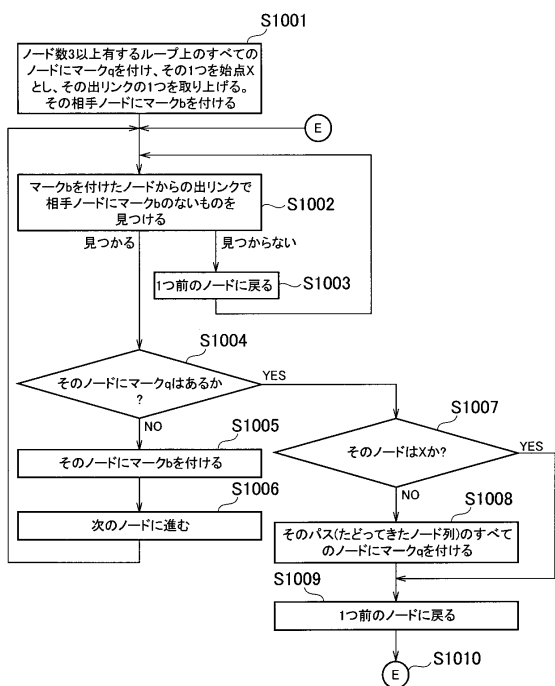 S1001
ノード数3以上有するループ上のすべての
ノードにマークqを付け、その1つを始点X
とし、その出リンクの1つを取り上げる。
その相手ノードにマークbを付ける
E
マークbを付けたノードからの出リンクで
相手ノードにマークbのないものを
見つける
S1002
見つかる
見つからない
1つ前のノードに戻る
S1003
S1004
そのノードにマークqはあるか
?
YES
NO
S1005
そのノードにマークbを付ける
S1006
次のノードに進む
S1007
そのノードはXか?
YES
NO
S1008
そのパス(たどってきたノード列)のすべて
のノードにマークqを付ける
S1009
1つ前のノードに戻る
E
S1010